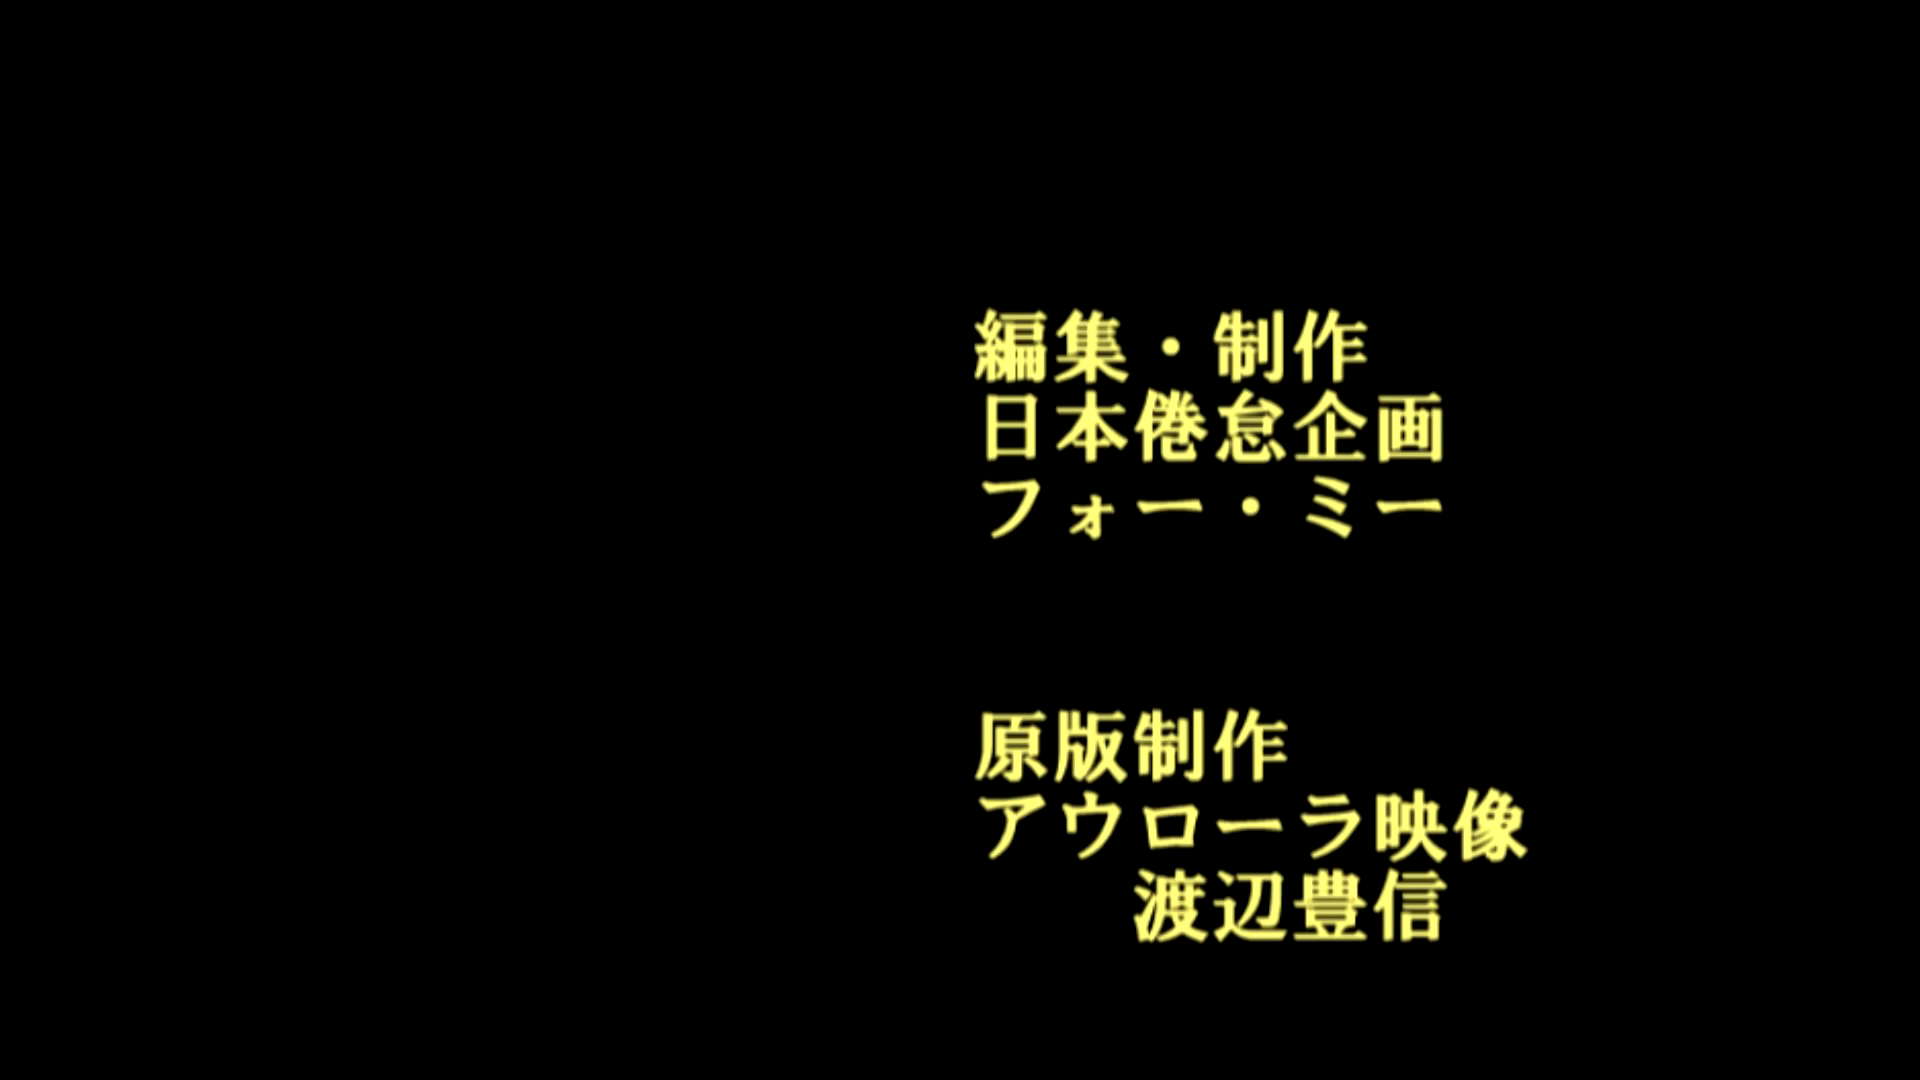 編集・制作
日本倦怠企画
フォー・ミー
原版制作
アウローラ映像
渡辺豊信